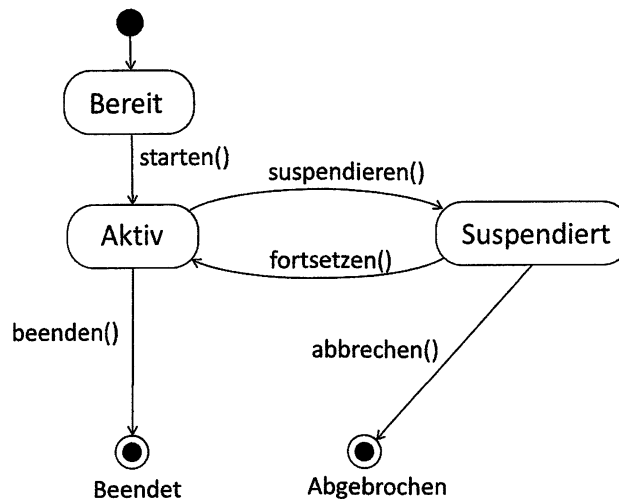 Bereit
starten()
suspendieren()
Aktiv
Suspendiert
fortsetzen()
beenden()
abbrechen()
Beendet
Abgebrochen